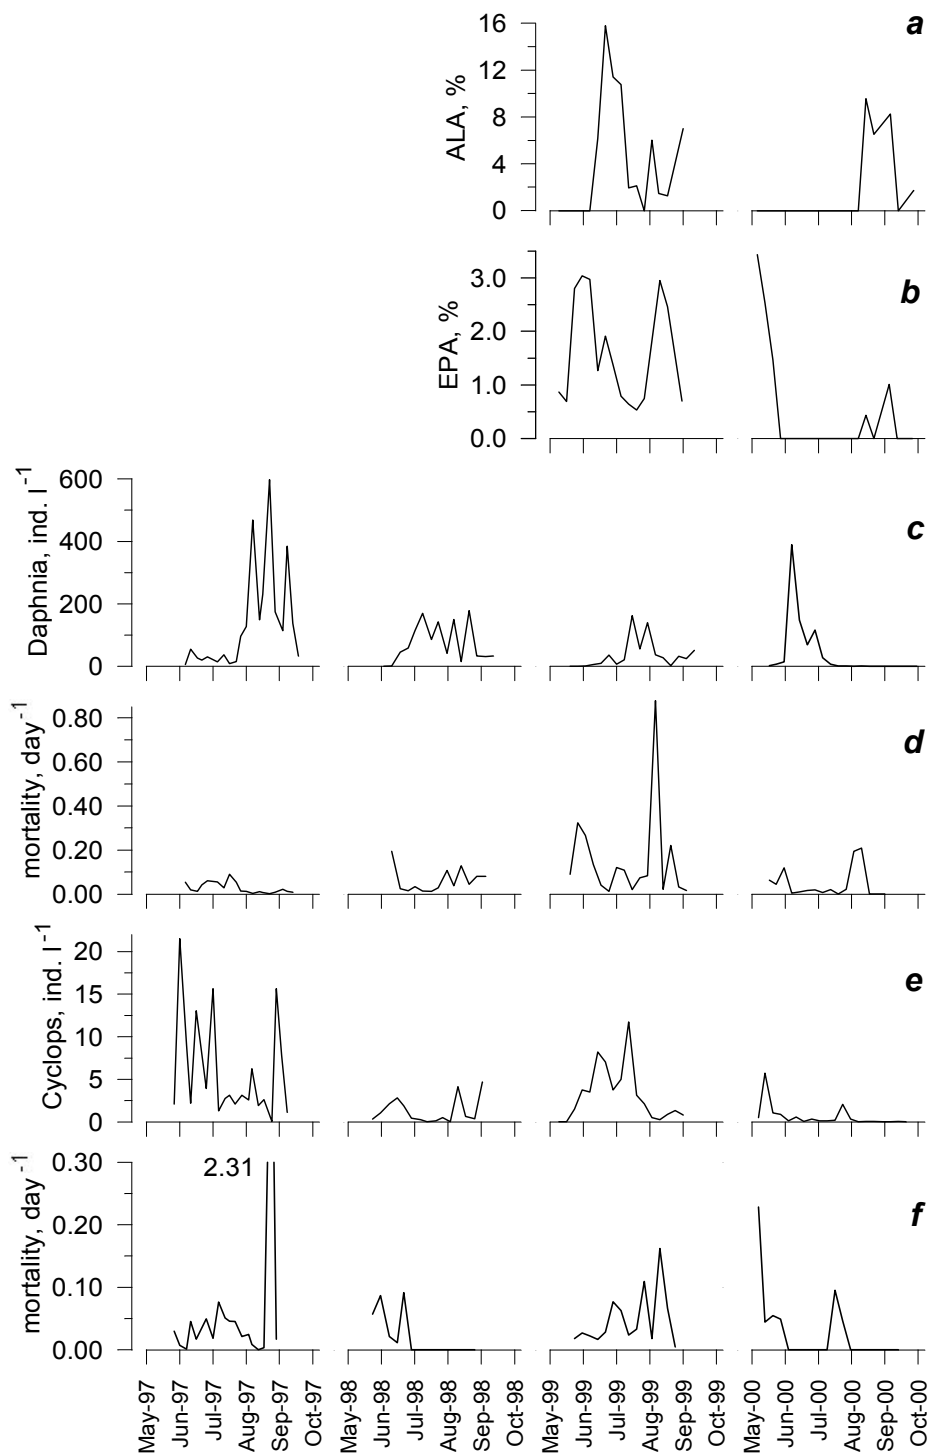 a
ALA, %
16
12
8
4
0
b
EPA, %
3.0
2.0
1.0
0.0
c
Daphnia, ind. l-1
600
400
200
0
d
mortality, day-1
0.80
0.60
0.40
0.20
0.00
e
Cyclops, ind. l-1
20
15
10
5
0
f
mortality, day-1
0.30
0.20
0.10
0.00
2.31
May-97 Jun-97 Jul-97 Aug-97 Sep-97 Oct-97 May-98 Jun-98 Jul-98 Aug-98 Sep-98 Oct-98 May-99 Jun-99 Jul-99 Aug-99 Sep-99 Oct-99 May-00 Jun-00 Jul-00 Aug-00 Sep-00 Oct-00